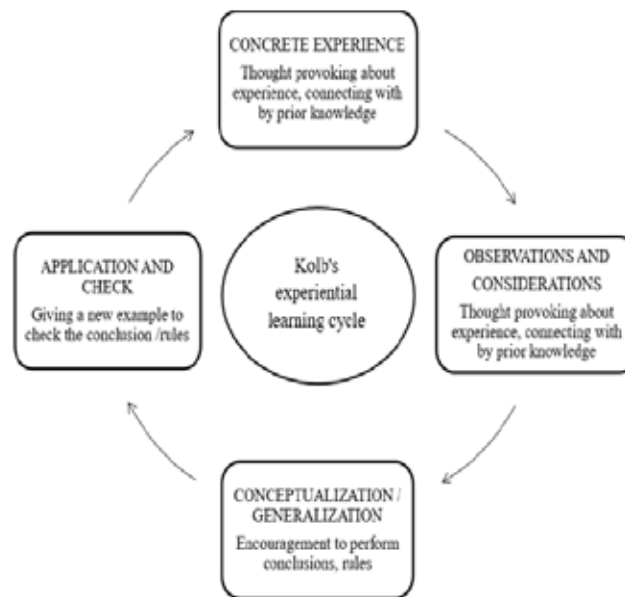 CONCRETE EXPERIENCE
Thought provoking about
experience, connecting with
by prior knowledge
APPLICATION AND
CHECK
Giving a new example to
check the conclusion /rules
Kolb's
experiential
learning cycle
OBSERVATIONS AND
CONSIDERATIONS
Thought provoking about
experience, connecting with
by prior knowledge
CONCEPTUALIZATION /
GENERALIZATION
Encouragement to perform
conclusions, rules